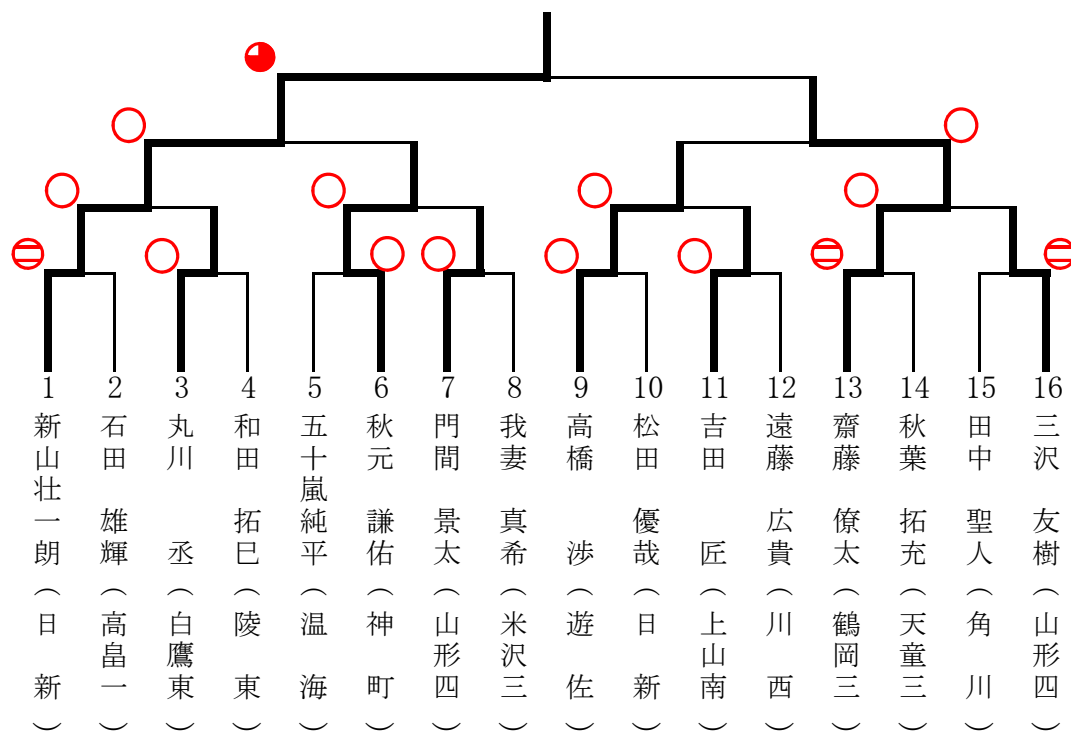 1
新山壮一朗（日新）
2
石田雄輝（高畠一）
3
丸川丞（白鷹東）
4
和田拓巳（陵東）
5
五十嵐純平（温海）
6
秋元謙佑（神町）
7
門間景太（山形四）
8
我妻真希（米沢三）
9
高橋渉（遊佐）
10
松田優哉（日新）
11
吉田匠（上山南）
12
遠藤広貴（川西）
13
齋藤僚太（鶴岡三）
14
秋葉拓充（天童三）
15
田中聖人（角川）
16
三沢友樹（山形四）